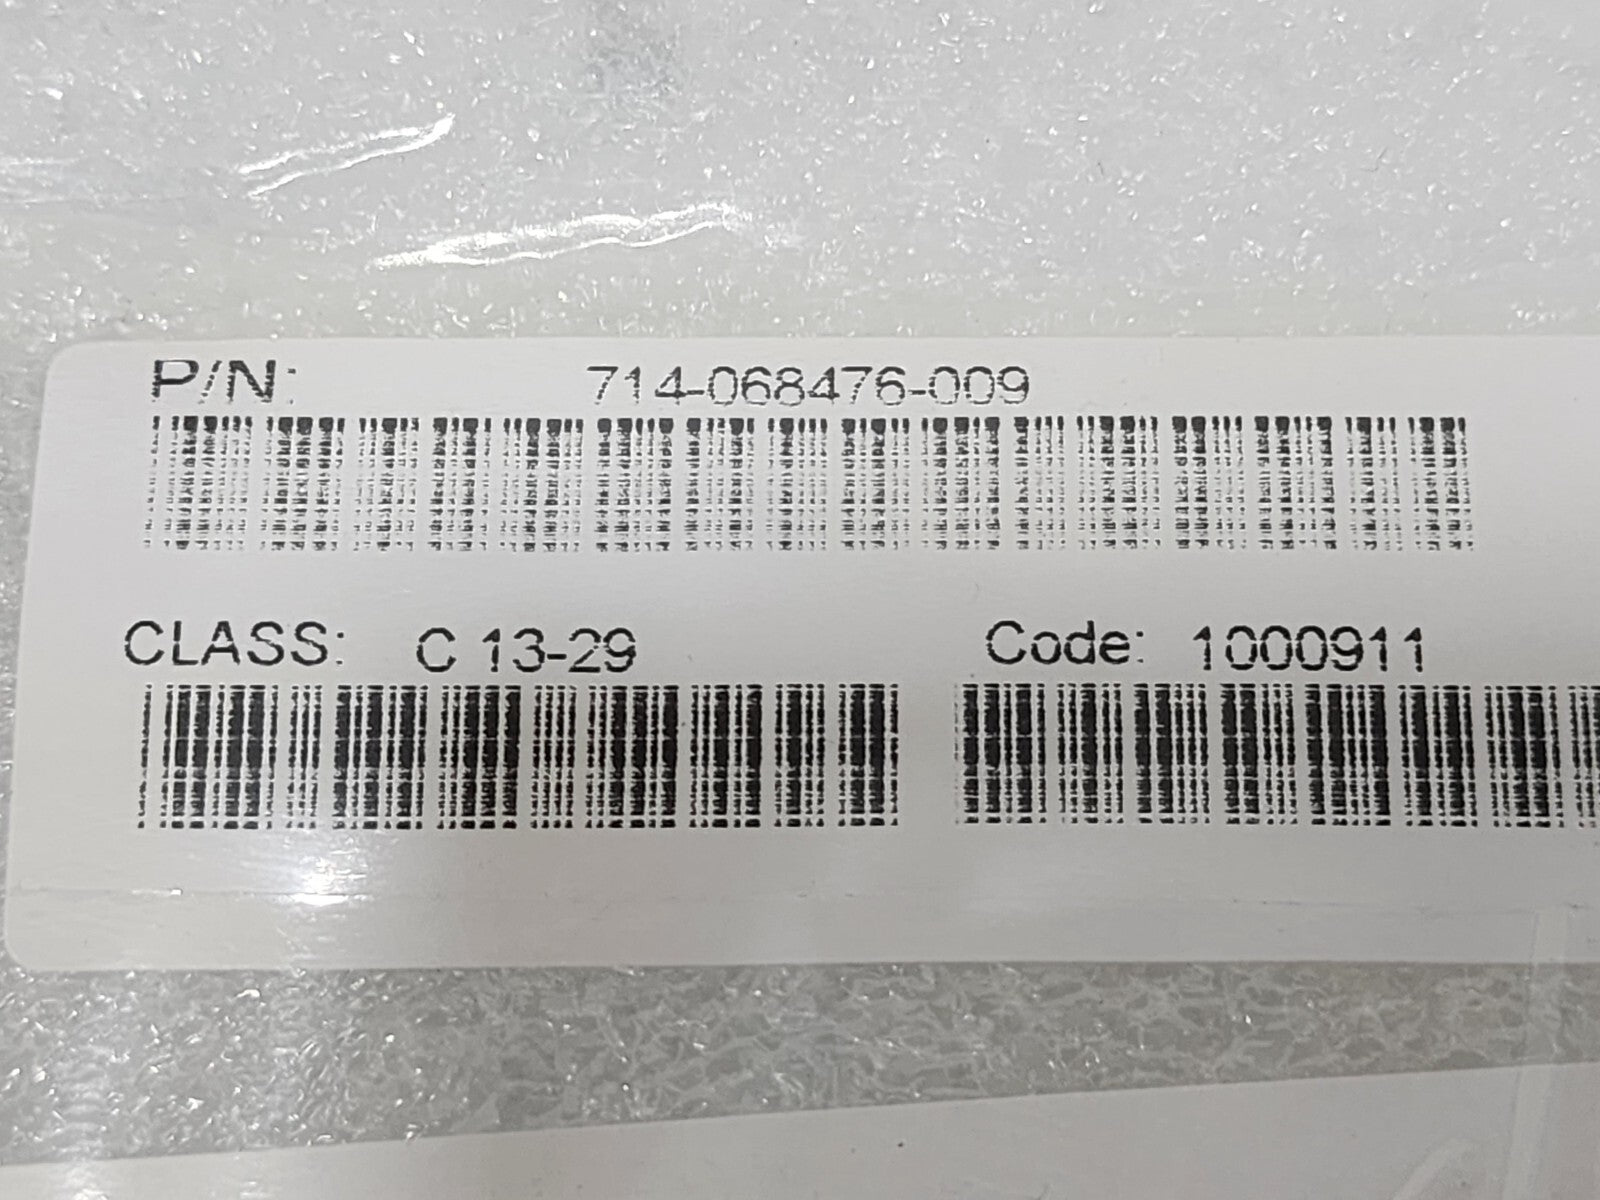 P/N: 714-068476-009
CLASS: C 13-29 Code: 1000911